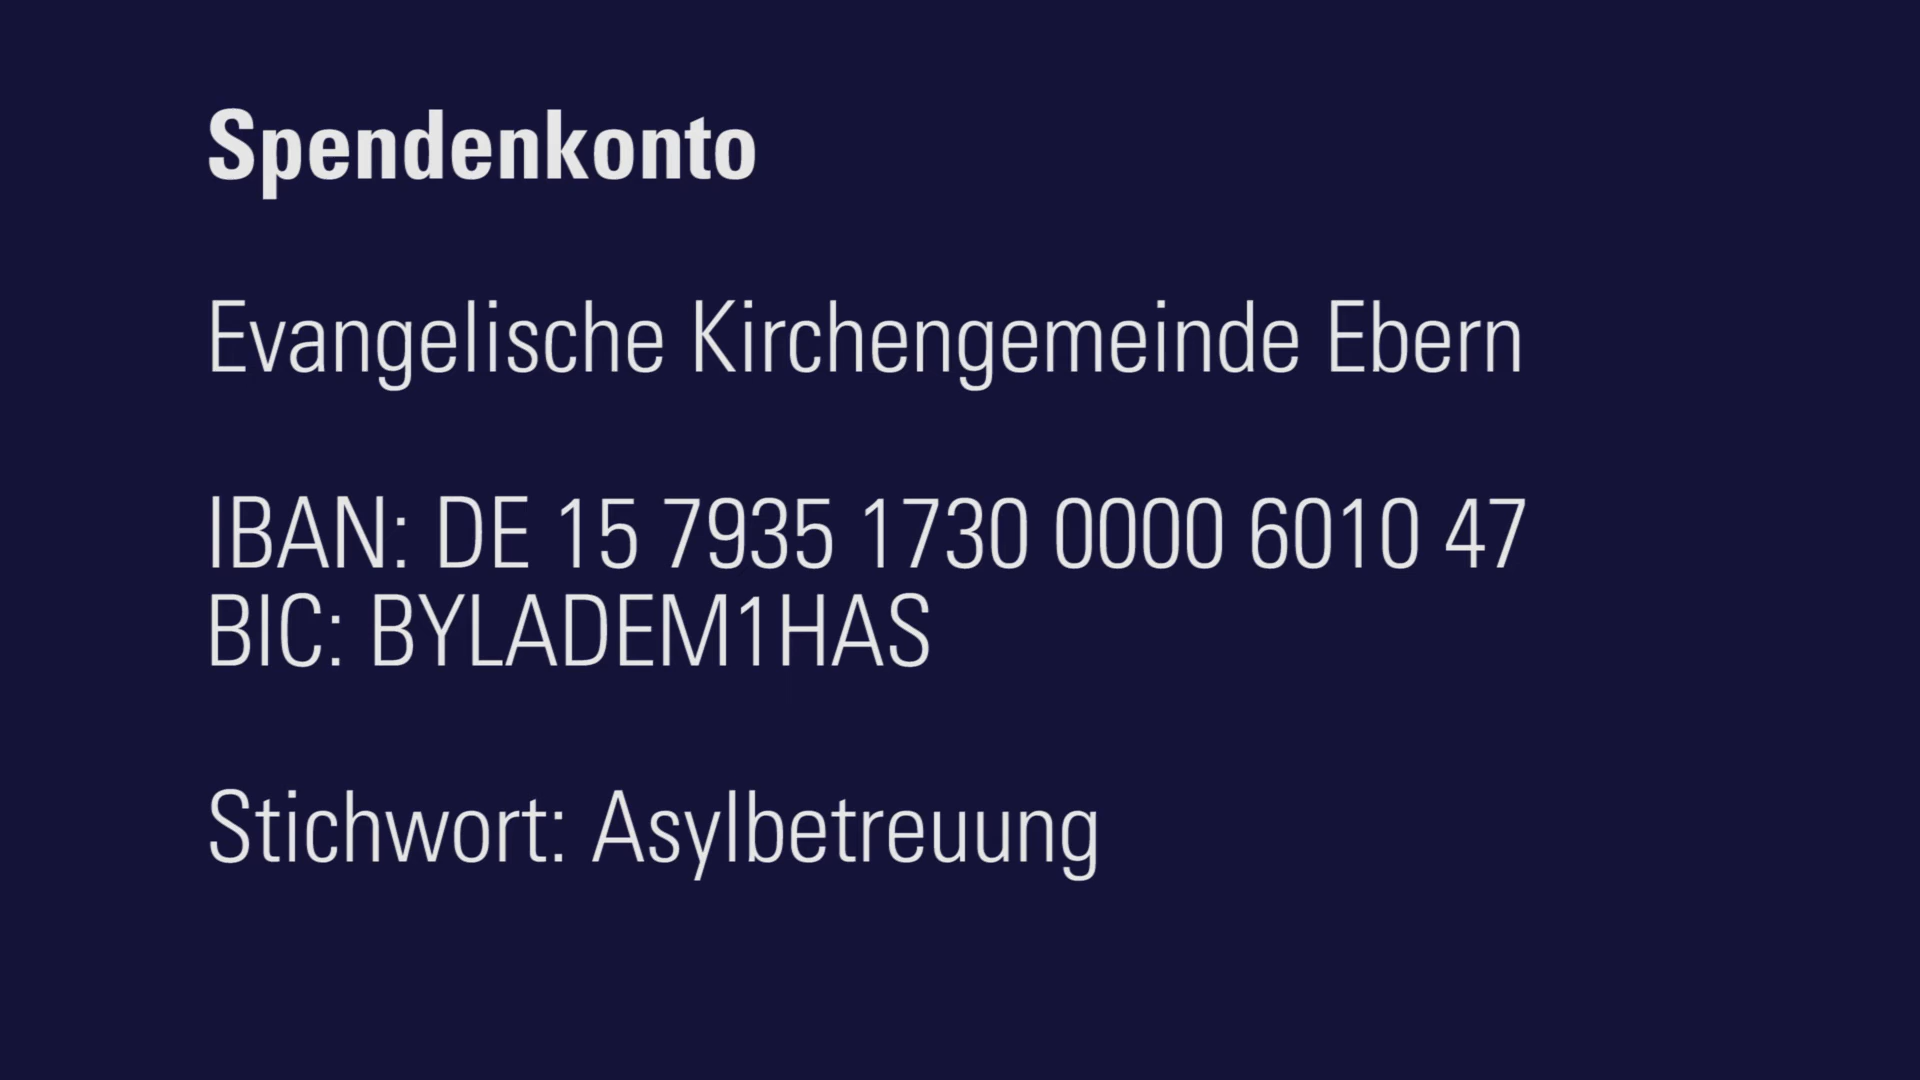 Spendenkonto
Evangelische Kirchengemeinde Ebern
IBAN: DE 15 7935 1730 0000 6010 47
BIC: BYLADEM1HAS
Stichwort: Asylbetreuung